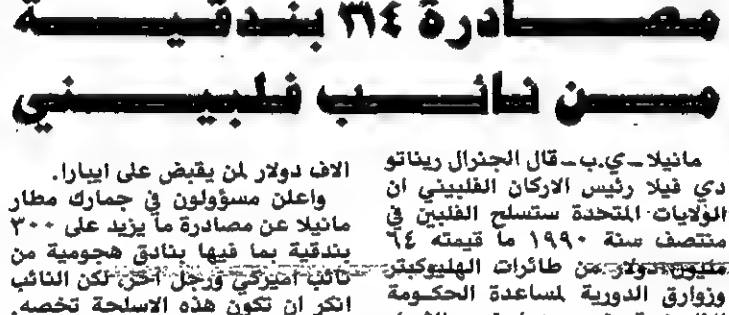 مصادرة ٣١٤ بندقية
من نائب فلبيني
مانيلا ـ ي.ب ـ قال الجنرال ريناتو
دي فيلا رئيس الاركان الفلبيني ان
الولايات المتحدة ستسلح الفلبين في
منتصف سنة ١٩٩٠ ما قيمته ٦٤
مليون دولار من طائرات الهليوكبتر
وزوارق الدورية لمساعدة الحكومة
الاف دولار لمن يقبض على ايبارا.
واعلن مسؤولون في جمارك مطار
مانيلا عن مصادرة ما يزيد على ٣٠٠
بندقية بما فيها بنادق هجومية من
نائب اميركي ورجل آخر، لكن النائب
انكر ان تكون هذه الاسلحة تخصه.